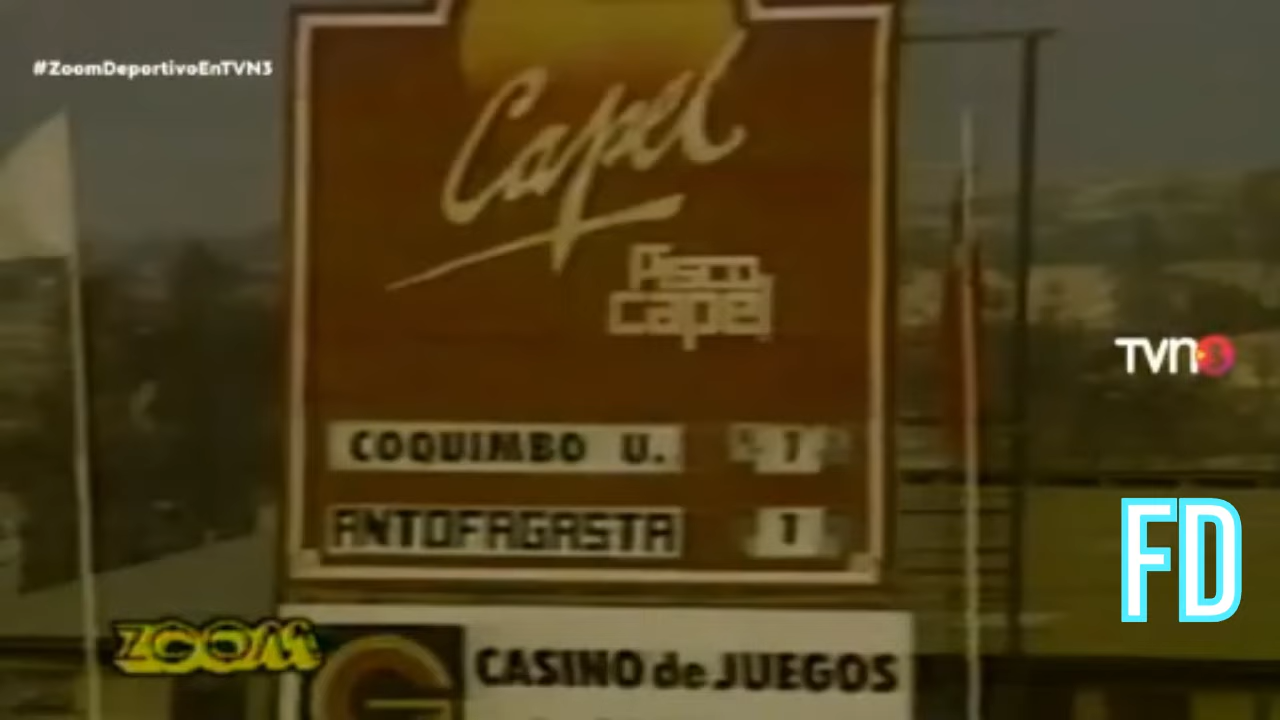 #ZoomDeportivoEnTVN3
Capel
Pisco
Capel
TVN3
COQUIMBO U. 1
ANTOFAGASTA 1
FD
ZOOM
CASINO de JUEGOS